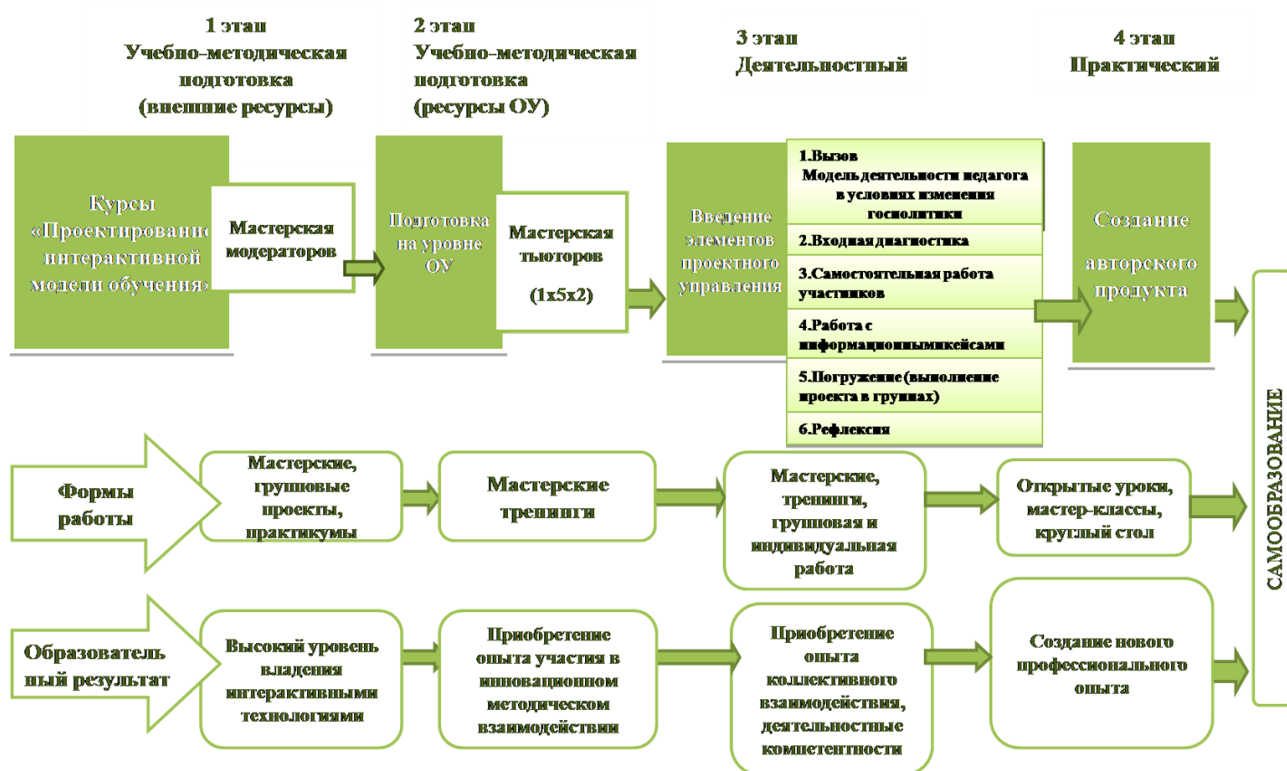 1 этап
Учебно-методическая
подготовка
(внешние ресурсы)
2 этап
Учебно-методическая
подготовка
(ресурсы ОУ)
3 этап
Деятельностный
4 этап
Практический
Курсы
«Проектирование
интерактивной
модели обучения»
Мастерская
модераторов
Подготовка
на уровне
ОУ
Мастерская
тьюторов
(1х5х2)
Введение
элементов
проектного
управления
1.Вызов
Модель деятельности педагога
в условиях изменения
госполитики
2.Входная диагностика
3.Самостоятельная работа
участников
4.Работа с
информационнымикейсами
5.Погружение (выполнение
проекта в группах)
6.Рефлексия
Создание
авторского
продукта
САМООБРАЗОВАНИЕ
Формы
работы
Мастерские,
групповые
проекты,
практикумы
Мастерские
тренинги
Мастерские,
тренинги,
групповая и
индивидуальная
работа
Открытые уроки,
мастер-классы,
круглый стол
Образователь
ный результат
Высокий уровень
владения
интерактивными
технологиями
Приобретение
опыта участия в
инновационном
методическом
взаимодействии
Приобретение
опыта
коллективного
взаимодействия,
деятельностные
компетентности
Создание нового
профессионального
опыта